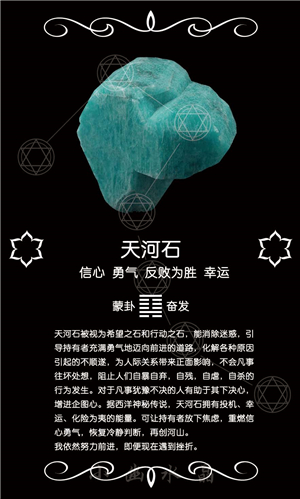 天河石
信心 勇气 反败为胜 幸运
蒙卦 奋发
天河石被视为希望之石和行动之石，能消除迷惑，引
导持有者充满勇气地迈向前进的道路，化解各种原因
引起的不顺遂，为人际关系带来正面影响，不会凡事
往坏处想，阻止人们自暴自弃，自残，自虐，自杀的
行为发生。对于凡事犹豫不决的人有助于其下决心，
增进企图心。据西洋神秘传说，天河石拥有投机、幸
运、化险为夷的能量。可让持有者放下焦虑，重燃信
心勇气，恢复冷静判断，再创河山。
我依然努力前进，即便现在遇到挫折。